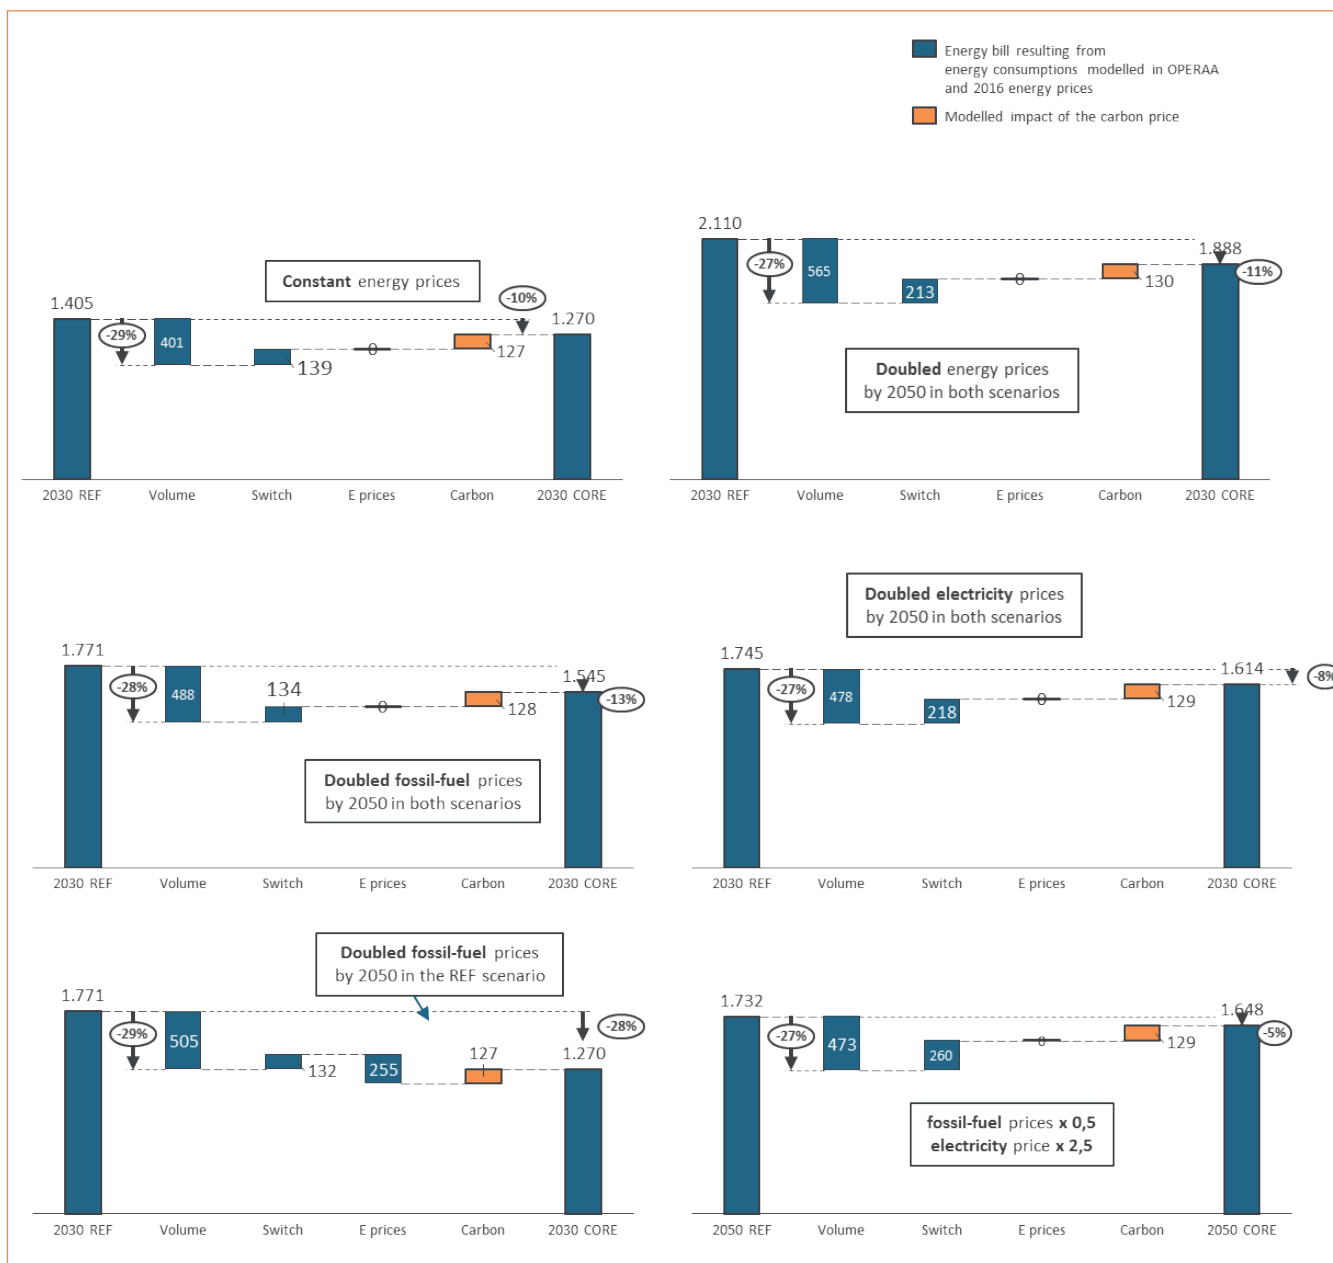 Energy bill resulting from
energy consumptions modelled in OPERAA
and 2016 energy prices
Modelled impact of the carbon price
Constant energy prices
1.405
-29%
401
139
0
127
-10%
1.270
2030 REF Volume Switch E prices Carbon 2030 CORE
2.110
-27%
565
213
0
130
1.888
-11%
Doubled energy prices
by 2050 in both scenarios
2030 REF Volume Switch E prices Carbon 2030 CORE
1.771
-28%
488
134
0
128
1.545
-13%
Doubled fossil-fuel prices
by 2050 in both scenarios
2030 REF Volume Switch E prices Carbon 2030 CORE
Doubled electricity prices
by 2050 in both scenarios
1.745
-27%
478
218
0
129
1.614
-8%
2030 REF Volume Switch E prices Carbon 2030 CORE
Doubled fossil-fuel prices
by 2050 in the REF scenario
1.771
-29%
505
132
255
127
-28%
1.270
2030 REF Volume Switch E prices Carbon 2030 CORE
1.732
-27%
473
260
0
129
1.648
-5%
fossil-fuel prices x 0,5
electricity price x 2,5
2050 REF Volume Switch E prices Carbon 2050 CORE